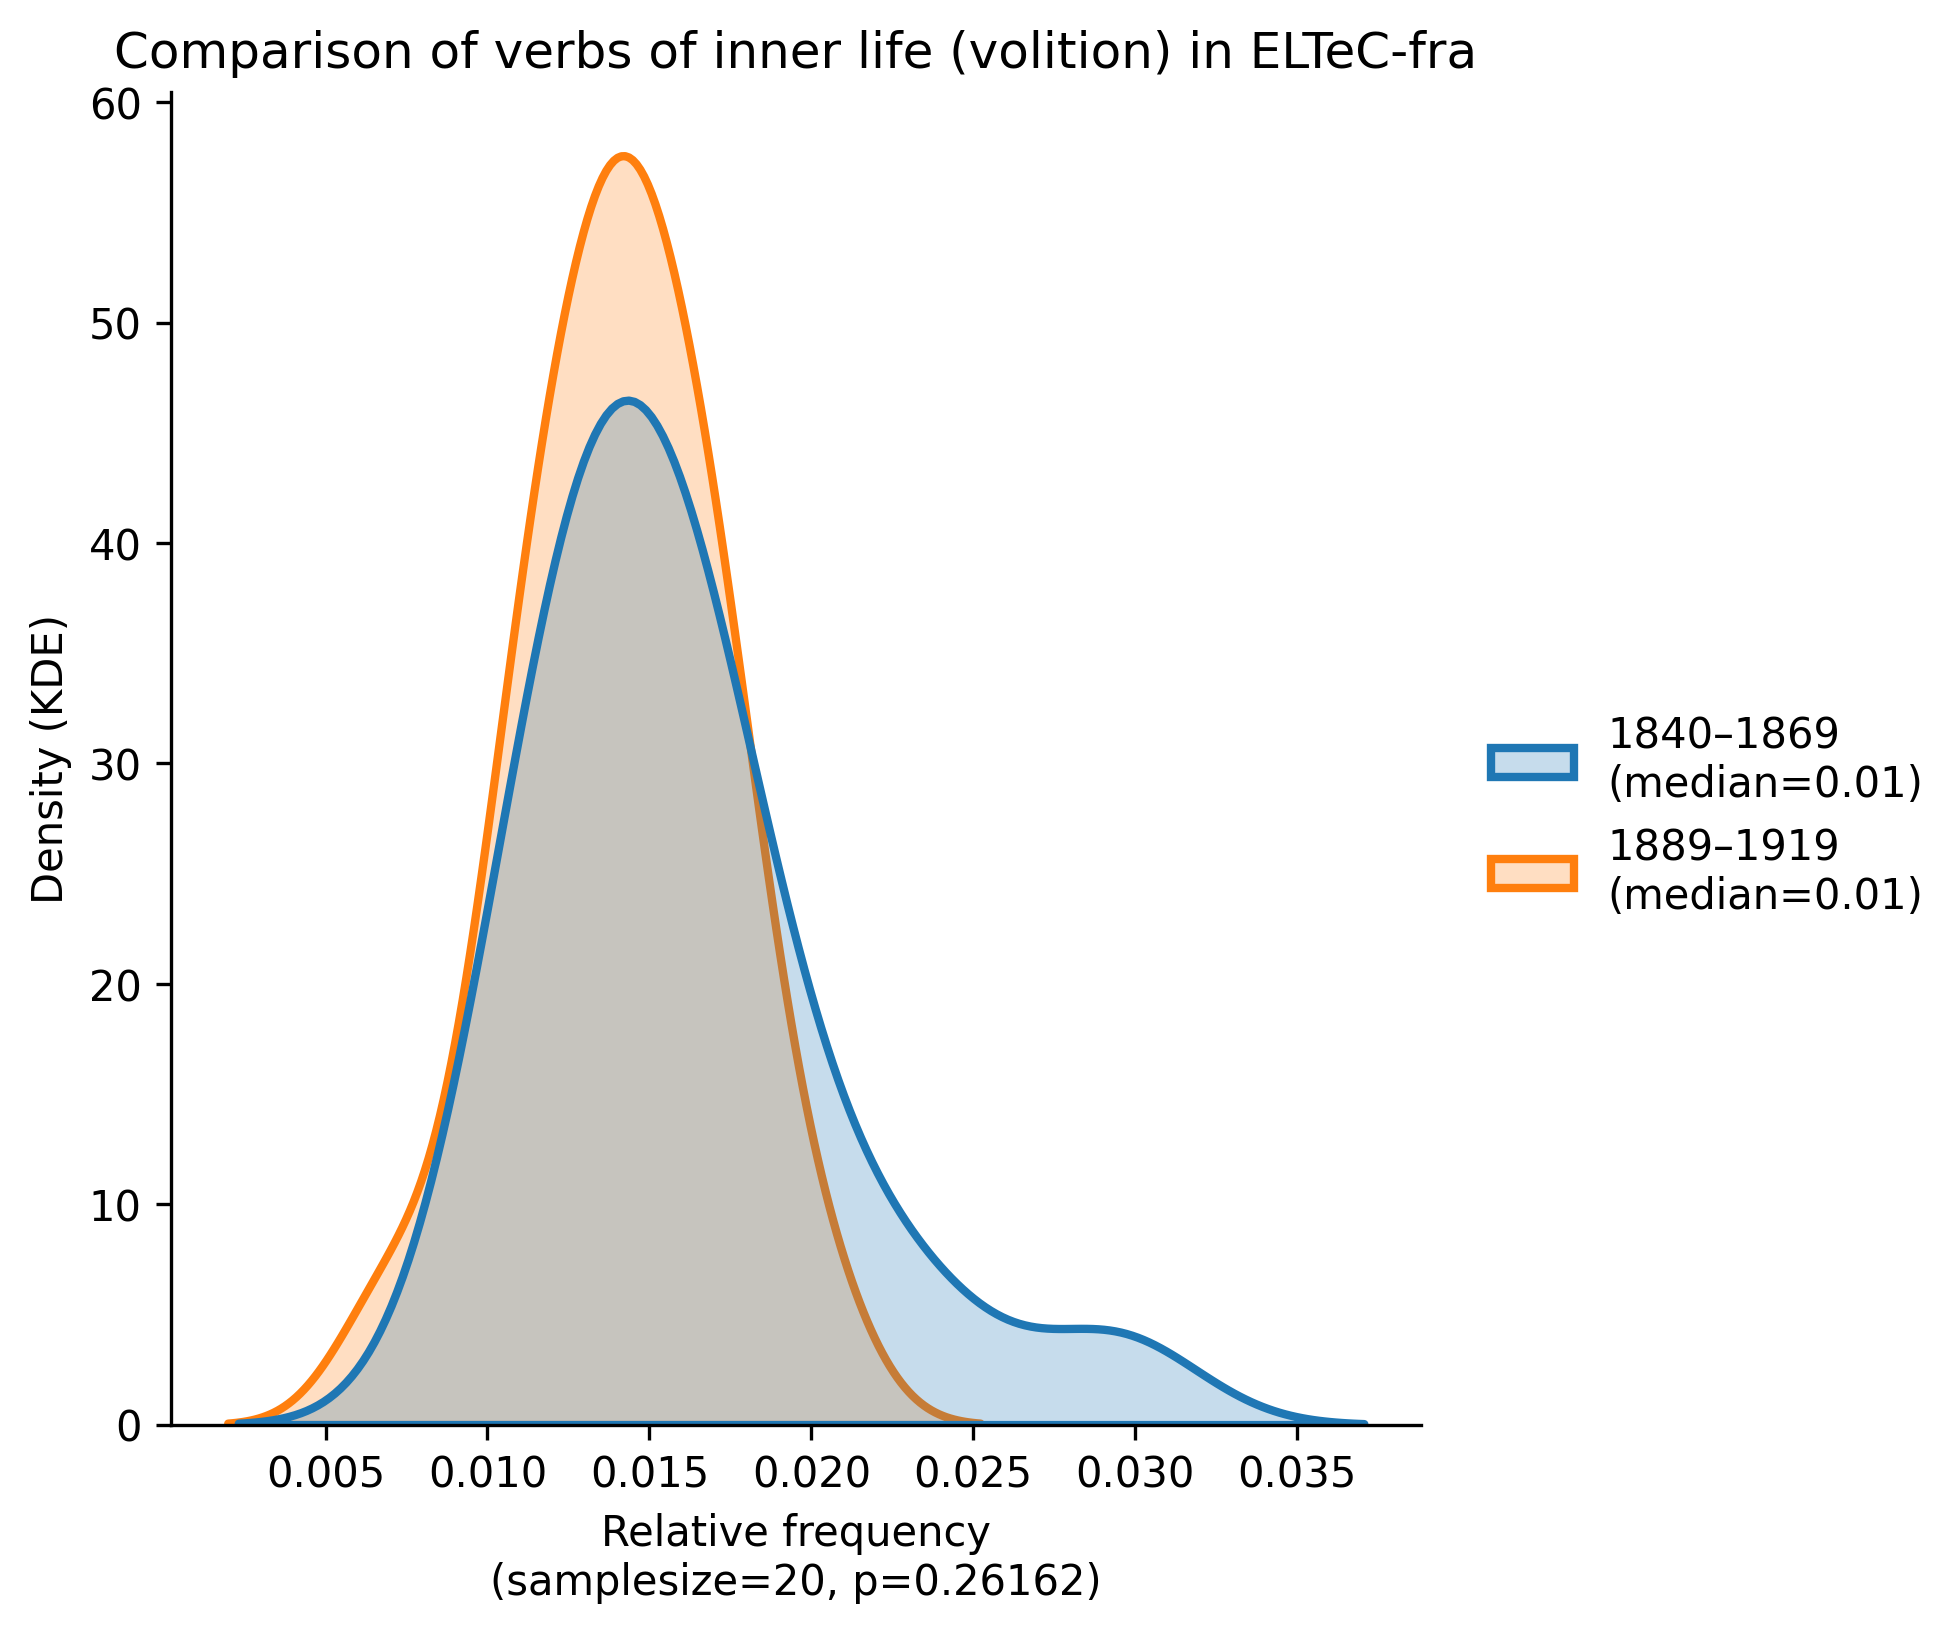 Comparison of verbs of inner life (volition) in ELTeC-fra
60
50
40
30
20
10
0
Density (KDE)
0.005 0.010 0.015 0.020 0.025 0.030 0.035
Relative frequency
(samplesize=20, p=0.26162)
1840–1869
(median=0.01)
1889–1919
(median=0.01)